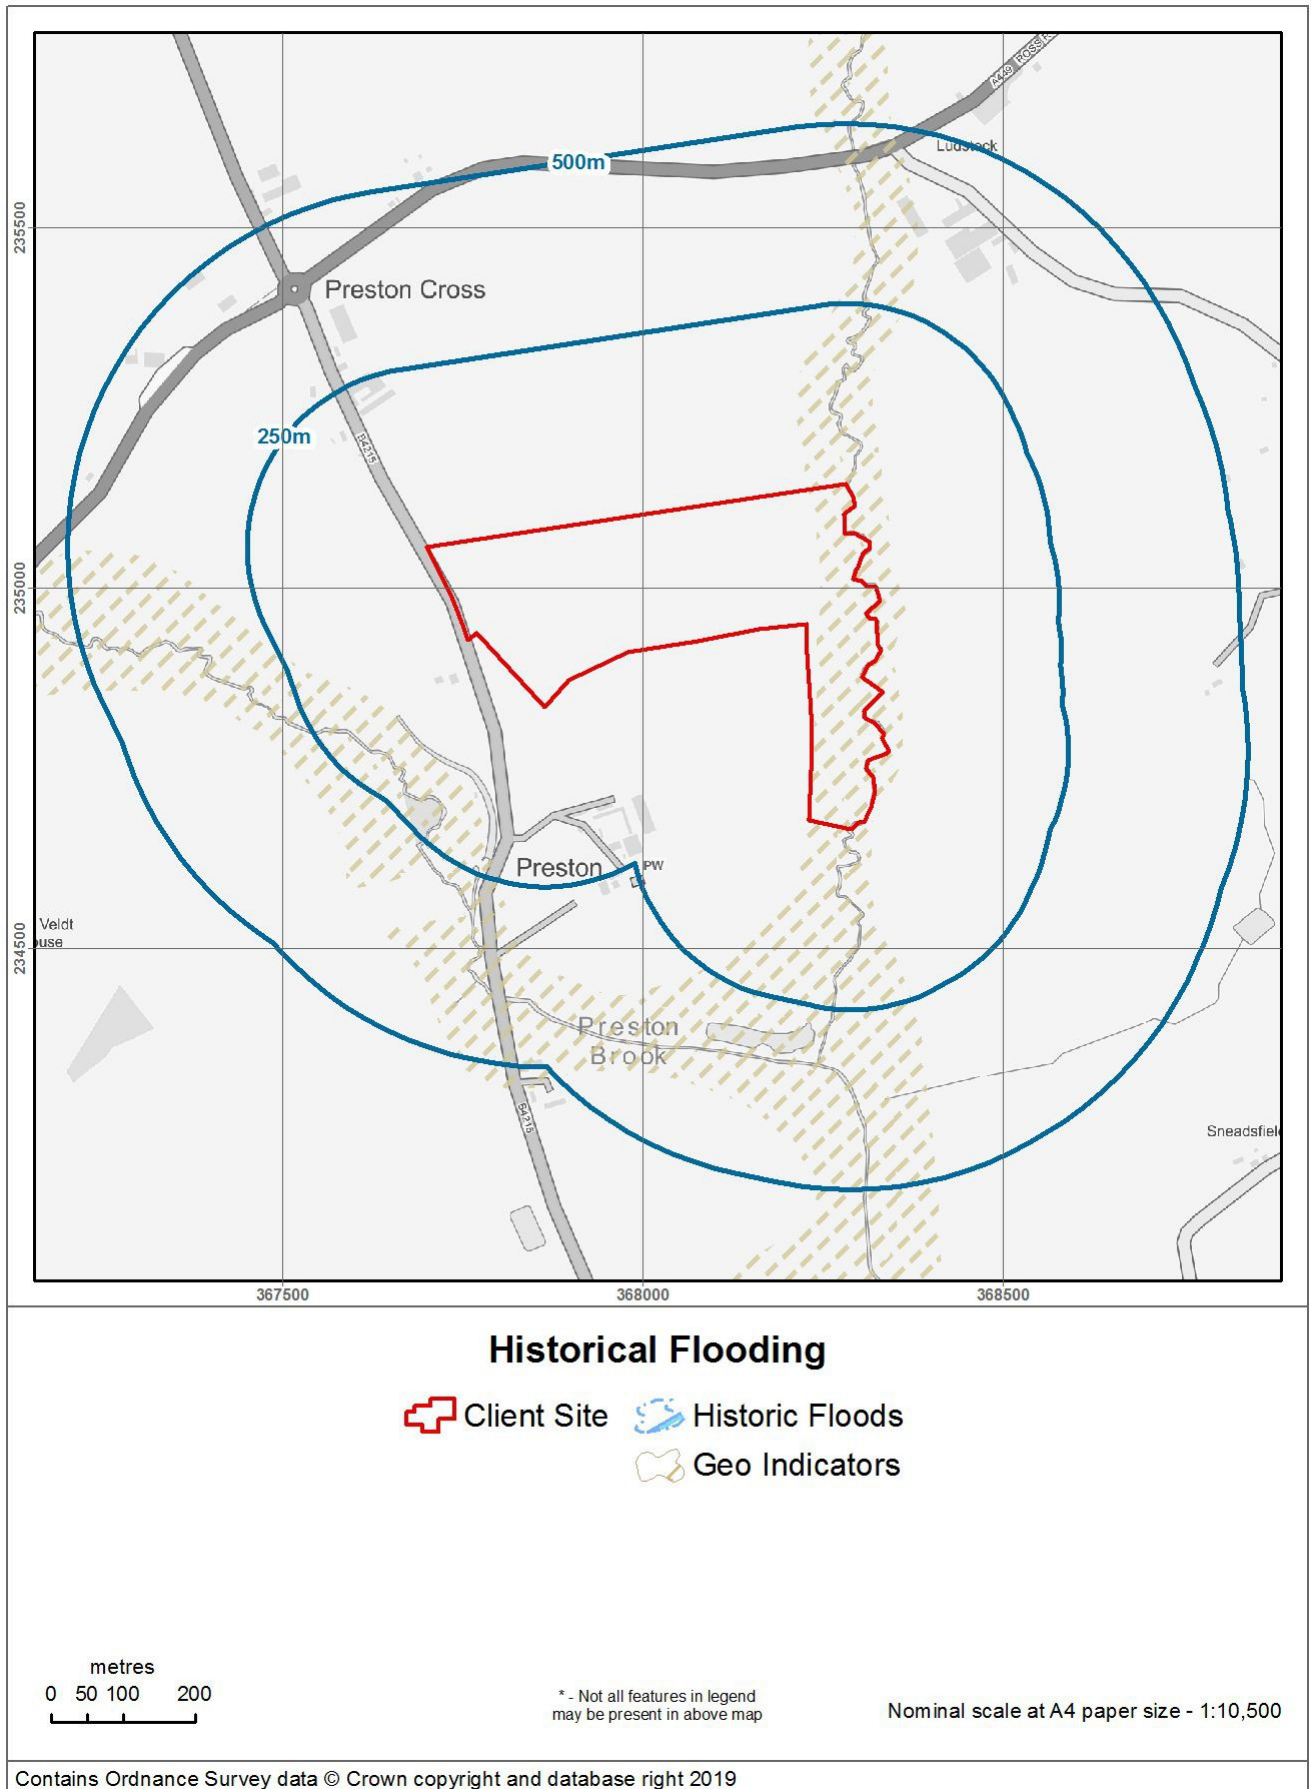 A449 ROSS R
Ludstock
500m
235500
Preston Cross
250m
B4215
235000
Preston
PW
Veldt
ouse
234500
Preston
Brook
B4215
Sneadsfield
367500
368000
368500
Historical Flooding
Client Site
Historic Floods
Geo Indicators
metres
0 50 100 200
* - Not all features in legend
may be present in above map
Nominal scale at A4 paper size - 1:10,500
Contains Ordnance Survey data © Crown copyright and database right 2019